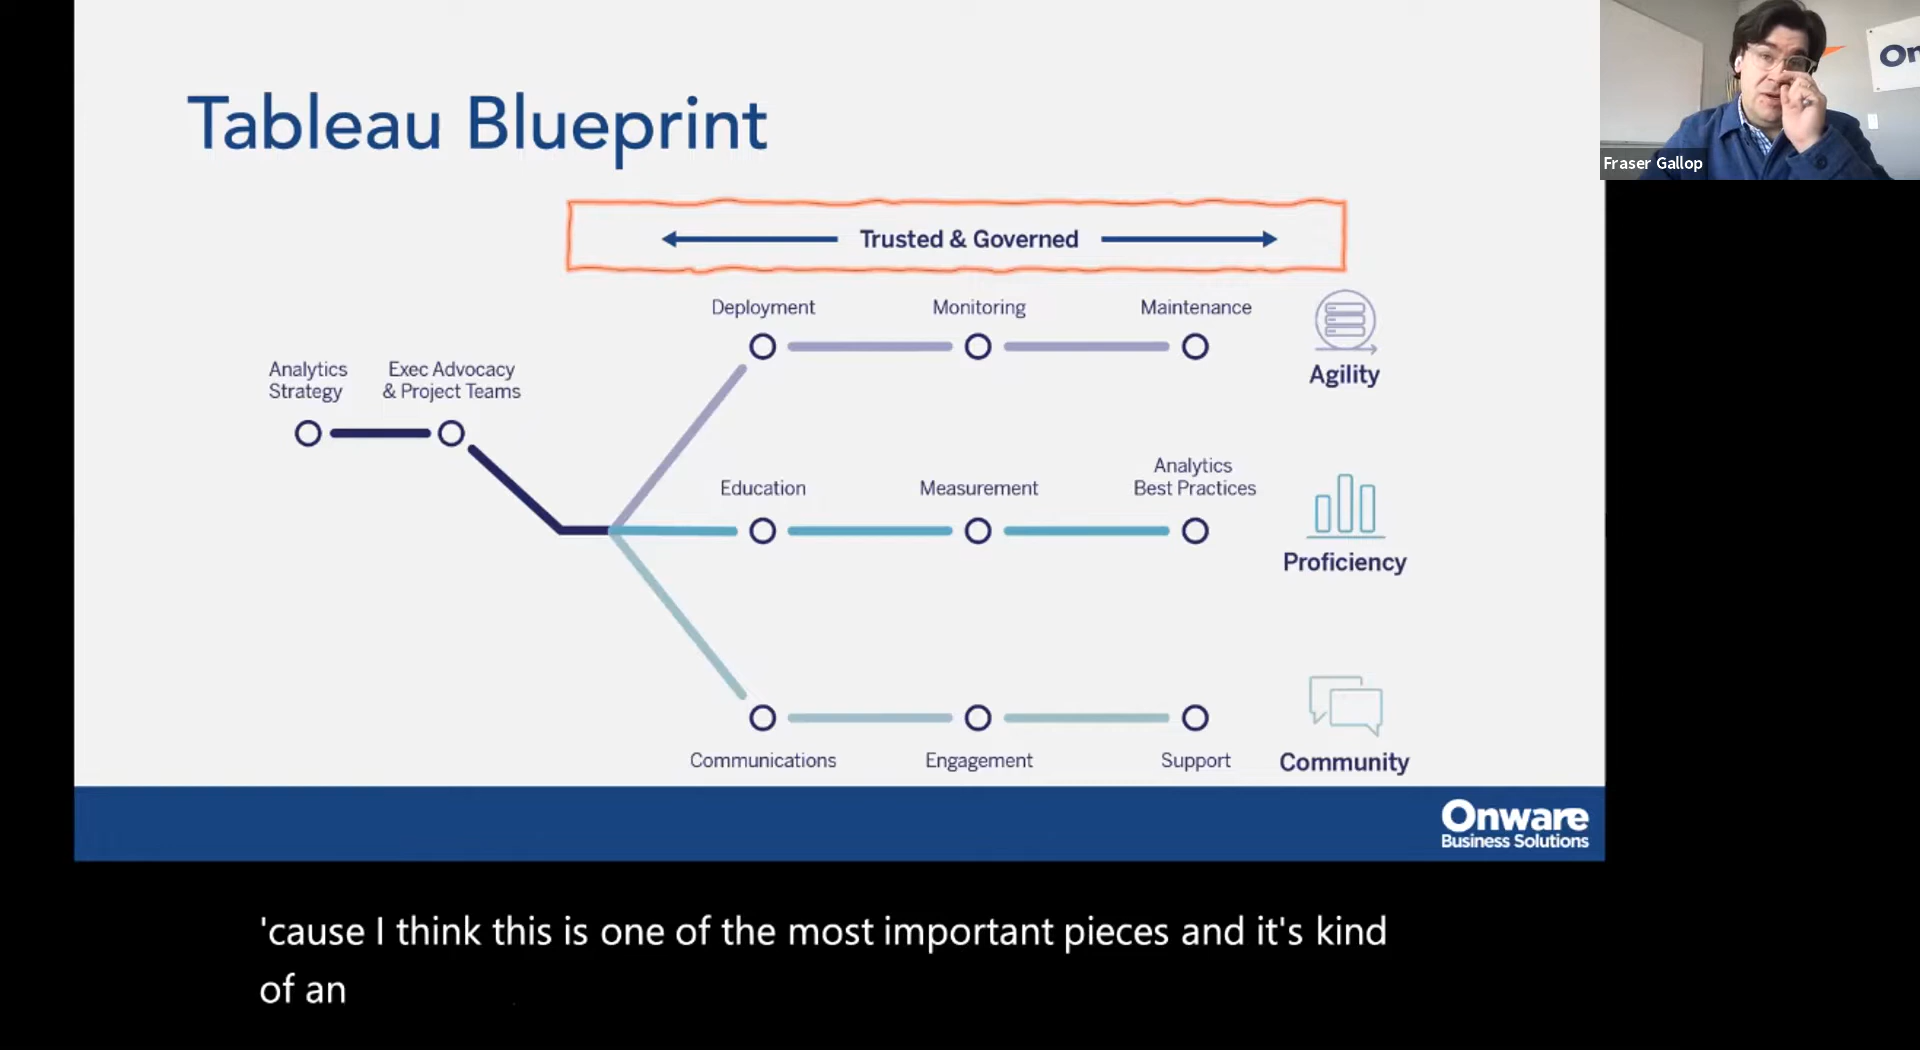 Tableau Blueprint
On
Fraser Gallop
Trusted & Governed
Deployment
Monitoring
Maintenance
Agility
Analytics
Strategy
Exec Advocacy
& Project Teams
Education
Measurement
Analytics
Best Practices
Proficiency
Communications
Engagement
Support
Community
Onware
Business Solutions
'cause I think this is one of the most important pieces and it's kind
of an